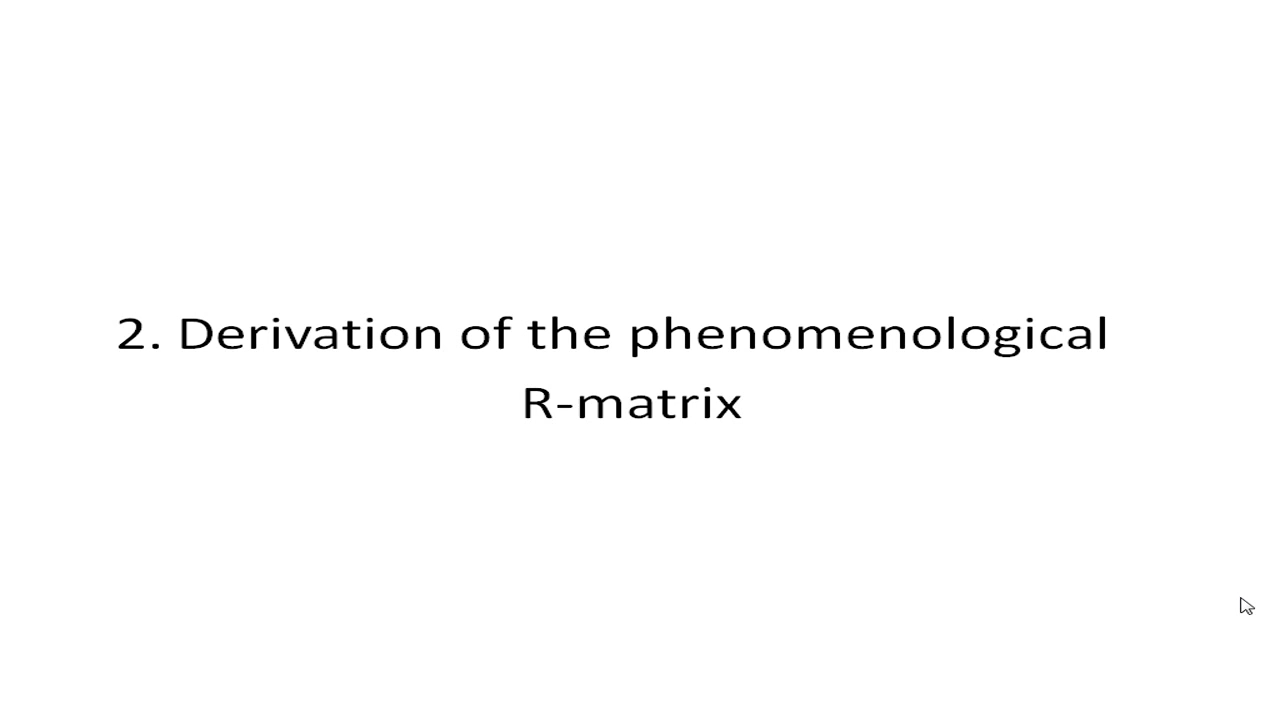 2. Derivation of the phenomenological
R-matrix